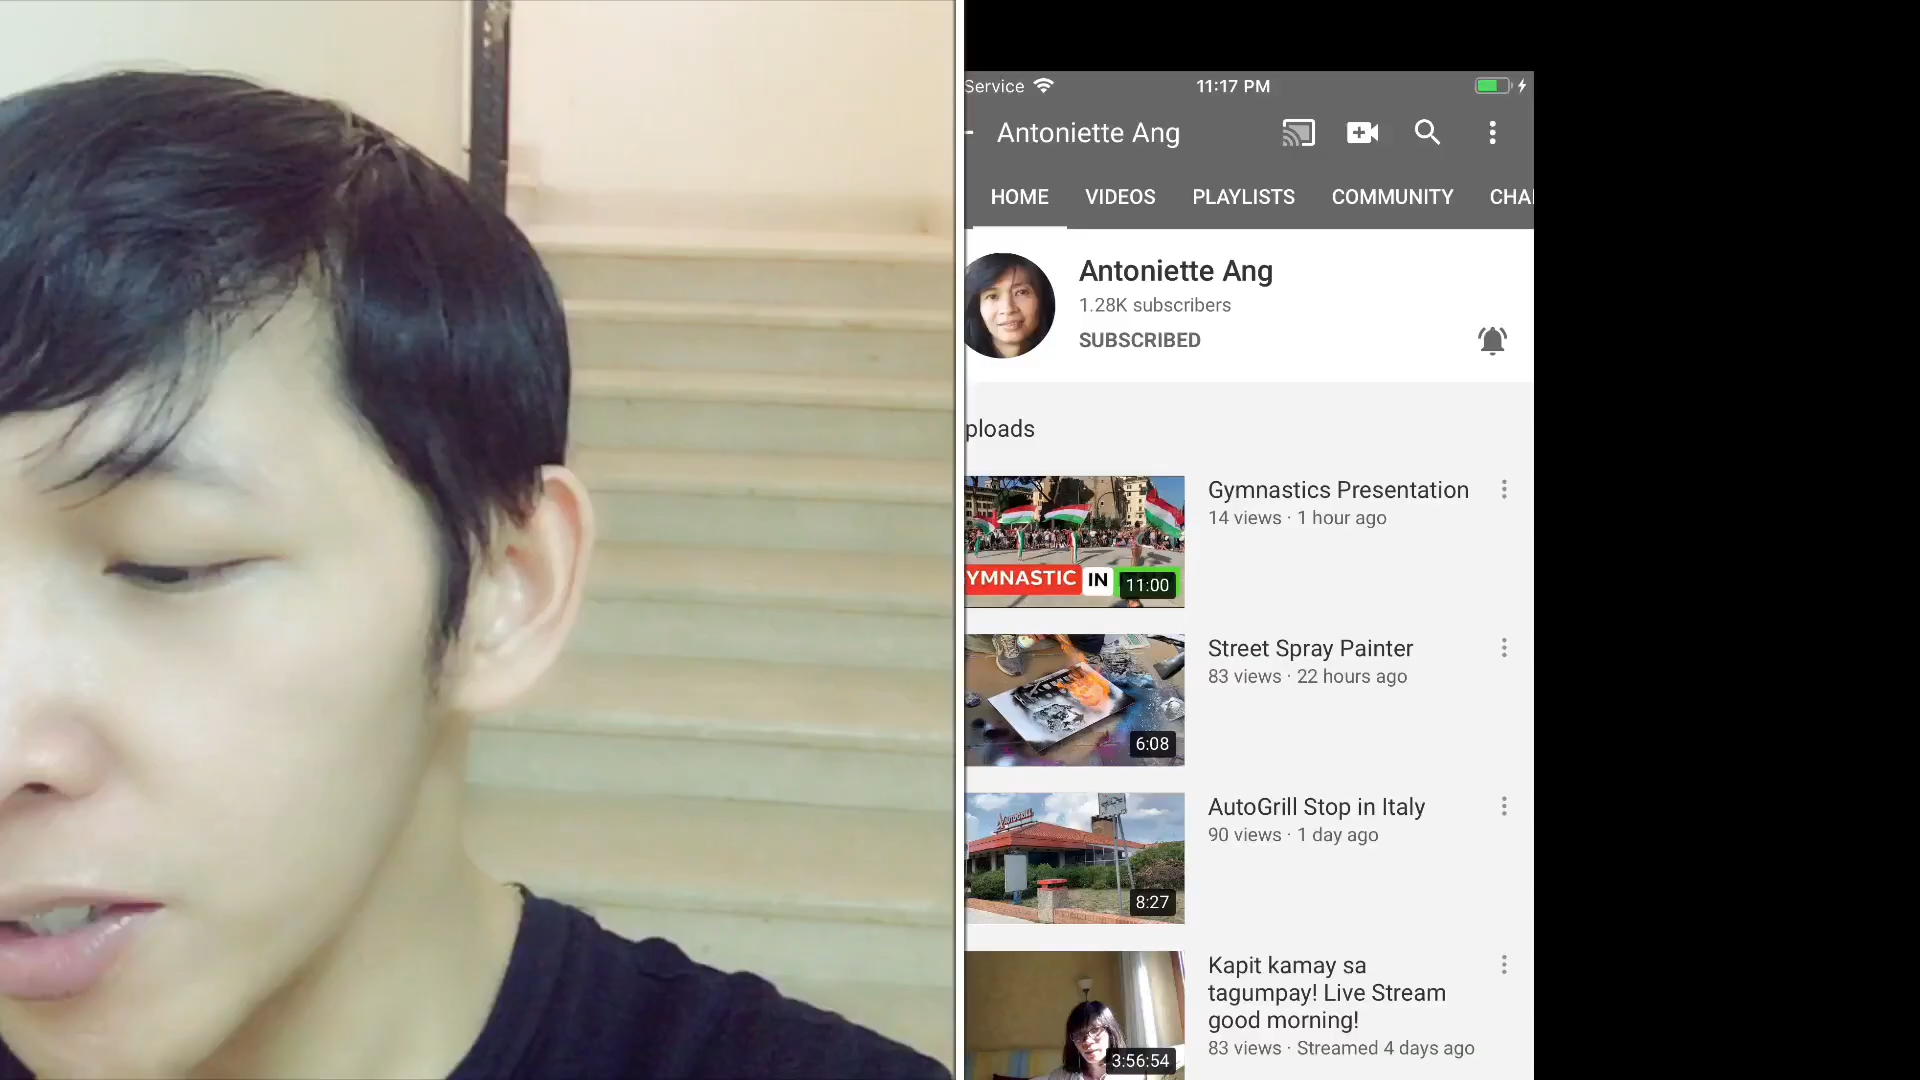 Service 11:17 PM
Antoniette Ang
HOME VIDEOS PLAYLISTS COMMUNITY CHA
Antoniette Ang
1.28K subscribers
SUBSCRIBED
ploads
Gymnastics Presentation
14 views · 1 hour ago
YMNASTIC IN 11:00
Street Spray Painter
83 views · 22 hours ago
6:08
AutoGrill Stop in Italy
90 views · 1 day ago
8:27
Kapit kamay sa
tagumpay! Live Stream
good morning!
83 views · Streamed 4 days ago
3:56:54